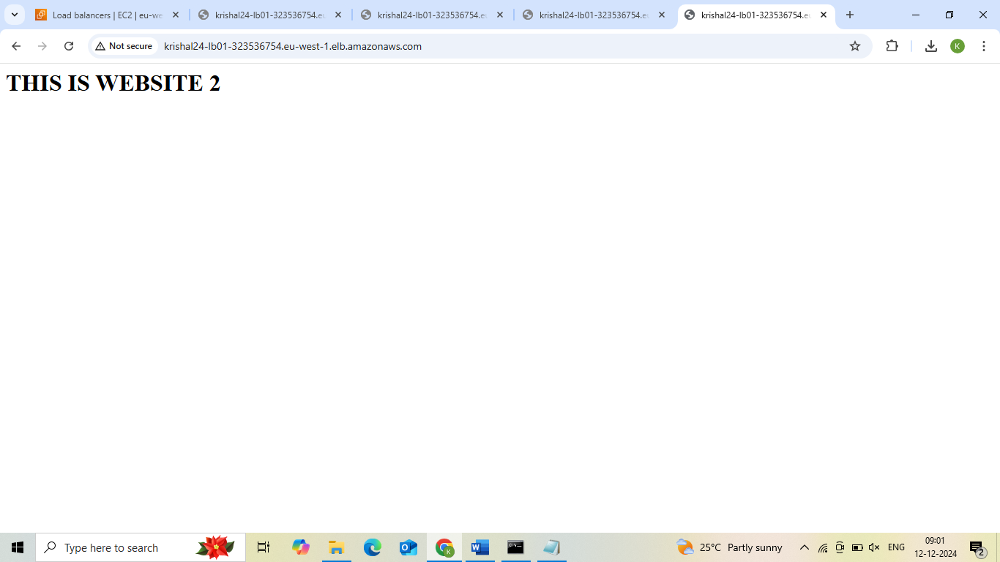 Load balancers | EC2 | eu-we
krishal24-lb01-323536754.eu
krishal24-lb01-323536754.eu
krishal24-lb01-323536754.eu
krishal24-lb01-323536754.eu
Not secure
krishal24-lb01-323536754.eu-west-1.elb.amazonaws.com
K
THIS IS WEBSITE 2
Type here to search
K
25°C Partly sunny
ENG
09:01
12-12-2024
2